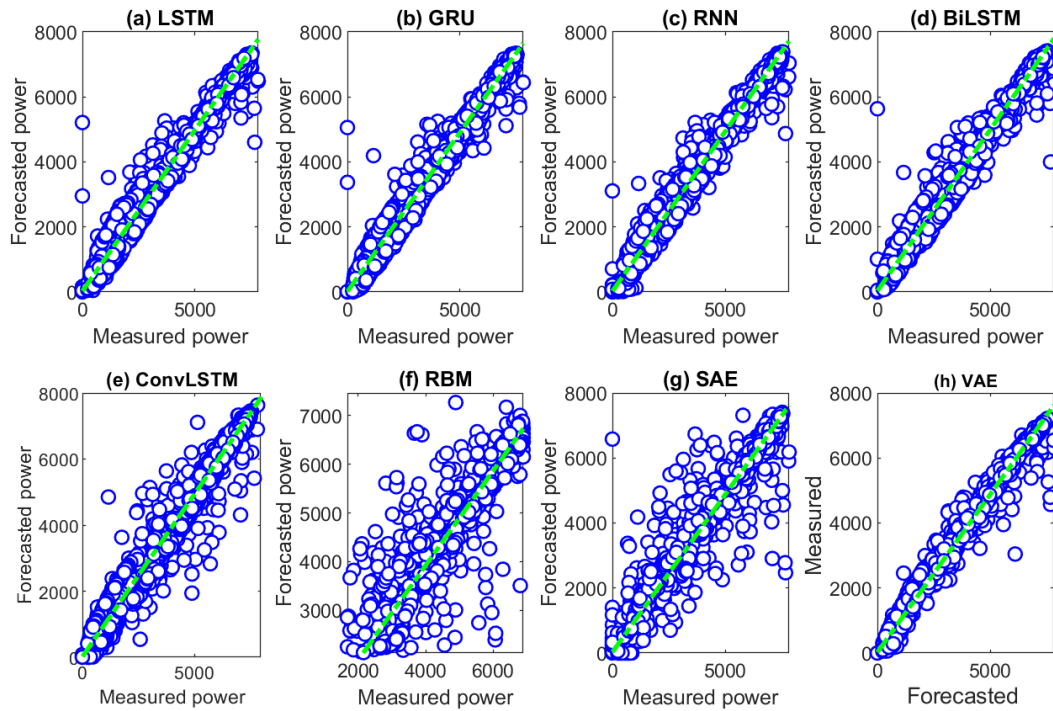 (a) LSTM
(b) GRU
(c) RNN
(d) BiLSTM
8000
6000
4000
2000
0
Forecasted power
0
5000
Measured power
8000
6000
4000
2000
0
Forecasted power
0
5000
Measured power
8000
6000
4000
2000
0
Forecasted power
0
5000
Measured power
8000
6000
4000
2000
0
Forecasted power
0
5000
Measured power
(e) ConvLSTM
(f) RBM
(g) SAE
(h) VAE
8000
6000
4000
2000
0
Forecasted power
0
5000
Measured power
7000
6000
5000
4000
3000
Forecasted power
2000
4000
6000
Measured power
8000
6000
4000
2000
0
Forecasted power
0
5000
Measured power
8000
6000
4000
2000
0
Measured
0
5000
Forecasted